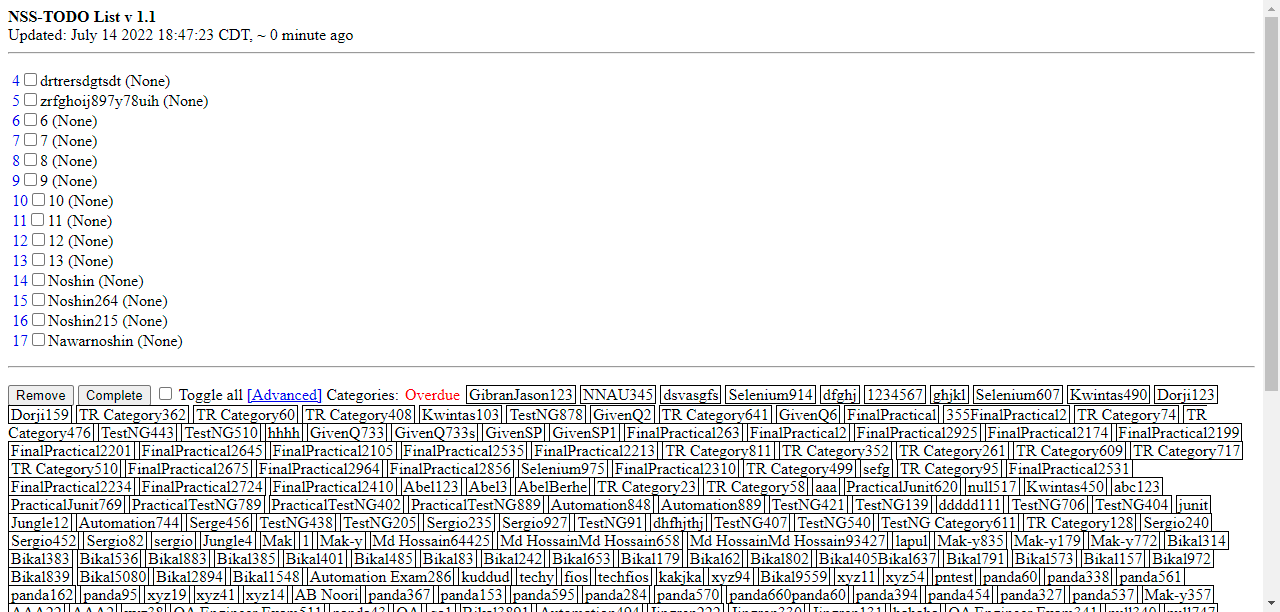 NSS-TODO List v 1.1
Updated: July 14 2022 18:47:23 CDT, ~ 0 minute ago
4 drtrersdgtsdt (None)
5 zrfghoij897y78uih (None)
6 6 (None)
7 7 (None)
8 8 (None)
9 9 (None)
10 10 (None)
11 11 (None)
12 12 (None)
13 13 (None)
14 Noshin (None)
15 Noshin264 (None)
16 Noshin215 (None)
17 Nawarnoshin (None)
Remove Complete Toggle all [Advanced] Categories: Overdue GibranJason123 NNAU345 dsvasgfs Selenium914 dfghj 1234567 ghjkl Selenium607 Kwintas490 Dorji123
Dorji159 TR Category362 TR Category60 TR Category408 Kwintas103 TestNG878 GivenQ2 TR Category641 GivenQ6 FinalPractical 355FinalPractical2 TR Category74 TR
Category476 TestNG443 TestNG510 hhhh GivenQ733 GivenQ733s GivenSP GivenSP1 FinalPractical263 FinalPractical2 FinalPractical2925 FinalPractical2174 FinalPractical2199
FinalPractical2201 FinalPractical2645 FinalPractical2105 FinalPractical2535 FinalPractical2213 TR Category811 TR Category352 TR Category261 TR Category609 TR Category717
TR Category510 FinalPractical2675 FinalPractical2964 FinalPractical2856 Selenium975 FinalPractical2310 TR Category499 sefg TR Category95 FinalPractical2531
FinalPractical2234 FinalPractical2724 FinalPractical2410 Abel123 Abel3 AbelBerhe TR Category23 TR Category58 aaa PracticalJunit620 null517 Kwintas450 abc123
PracticalJunit769 PracticalTestNG789 PracticalTestNG402 PracticalTestNG889 Automation848 Automation889 TestNG421 TestNG139 ddddd111 TestNG706 TestNG404 junit
Jungle12 Automation744 Serge456 TestNG438 TestNG205 Sergio235 Sergio927 TestNG91 dhfhjthj TestNG407 TestNG540 TestNG Category611 TR Category128 Sergio240
Sergio452 Sergio82 sergio Jungle4 Mak 1 Mak-y Md Hossain64425 Md HossainMd Hossain658 Md HossainMd Hossain93427 lapul Mak-y835 Mak-y179 Mak-y772 Bikal314
Bikal383 Bikal536 Bikal883 Bikal385 Bikal401 Bikal485 Bikal83 Bikal242 Bikal653 Bikal179 Bikal62 Bikal802 Bikal405Bikal637 Bikal791 Bikal573 Bikal157 Bikal972
Bikal839 Bikal5080 Bikal2894 Bikal1548 Automation Exam286 kuddud techy fios techfios kakjka xyz94 Bikal9559 xyz11 xyz54 pntest panda60 panda338 panda561
panda162 panda95 xyz19 xyz41 xyz14 AB Noori panda367 panda153 panda595 panda284 panda570 panda660panda60 panda394 panda454 panda327 panda537 Mak-y357